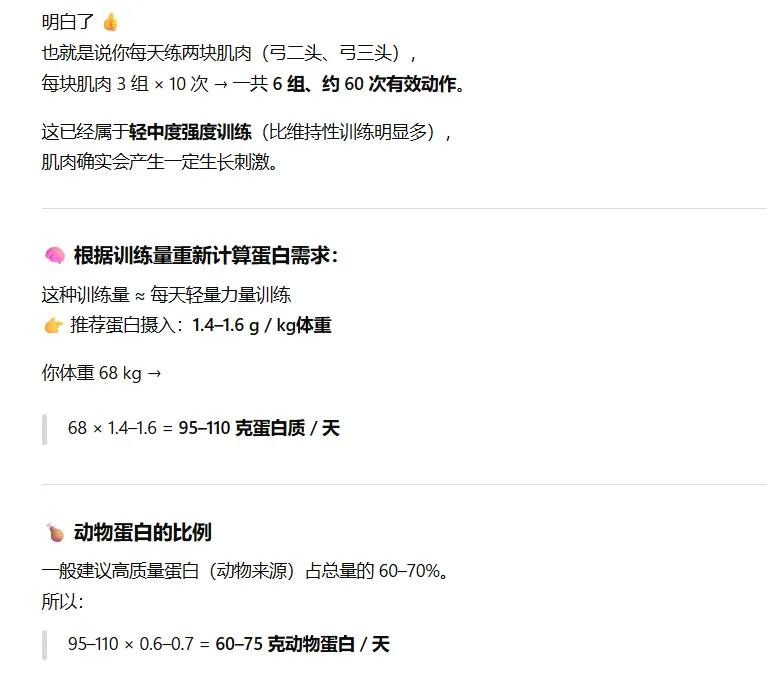 明白了 👍
也就是说你每天练两块肌肉（弓二头、弓三头），
每块肌肉 3 组 × 10 次 → 一共 6 组、约 60 次有效动作。
这已经属于轻中度强度训练（比维持性训练明显多），
肌肉确实会产生一定生长刺激。
🧠 根据训练量重新计算蛋白需求：
这种训练量 ≈ 每天轻量力量训练
👉 推荐蛋白摄入：1.4–1.6 g / kg体重
你体重 68 kg →
68 × 1.4–1.6 = 95–110 克蛋白质 / 天
🍗 动物蛋白的比例
一般建议高质量蛋白（动物来源）占总量的 60–70%。
所以：
95–110 × 0.6–0.7 = 60–75 克动物蛋白 / 天